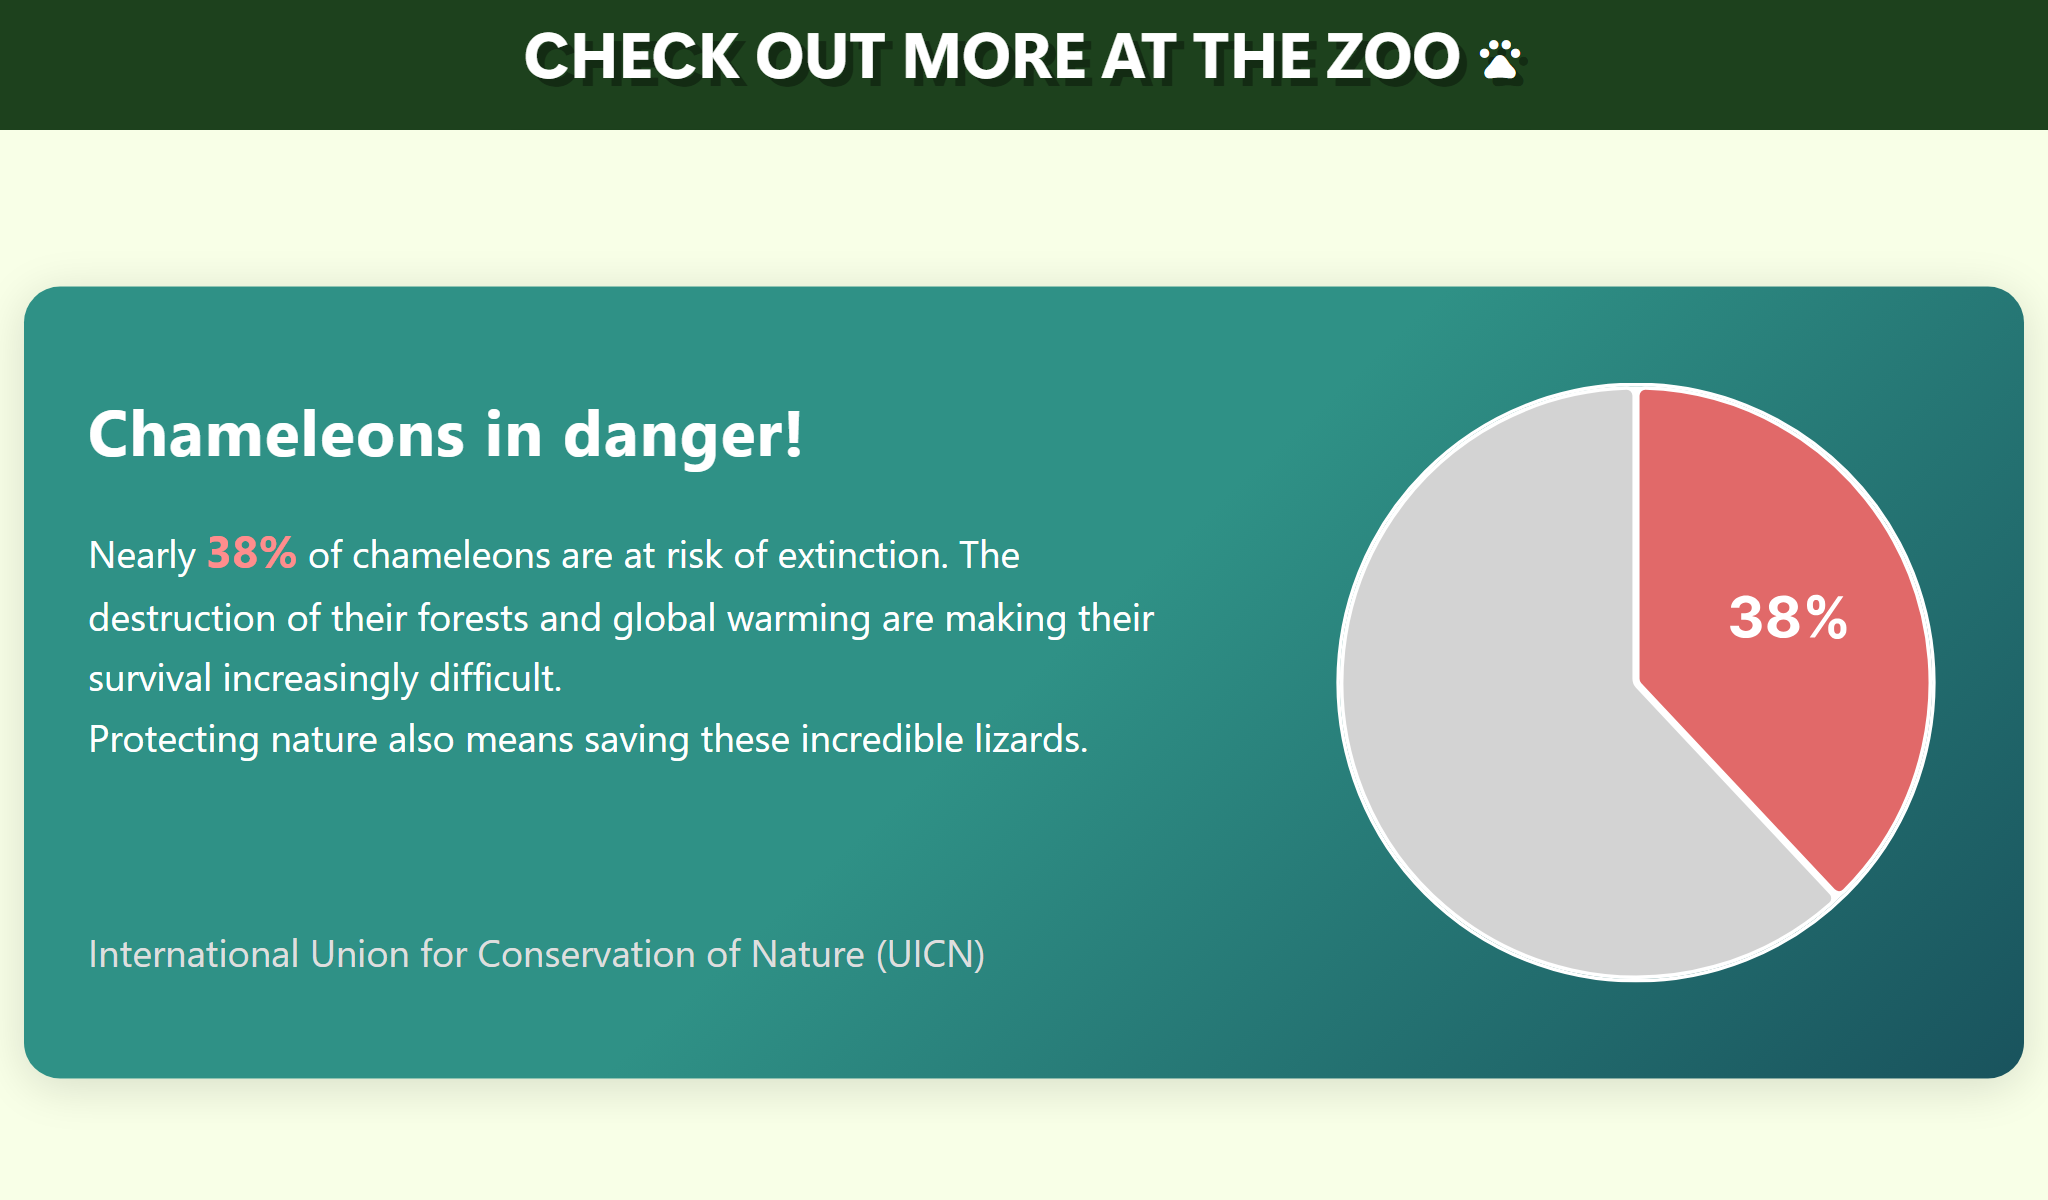 CHECK OUT MORE AT THE ZOO
Chameleons in danger!
Nearly 38% of chameleons are at risk of extinction. The
destruction of their forests and global warming are making their
survival increasingly difficult.
Protecting nature also means saving these incredible lizards.
38%
International Union for Conservation of Nature (UICN)